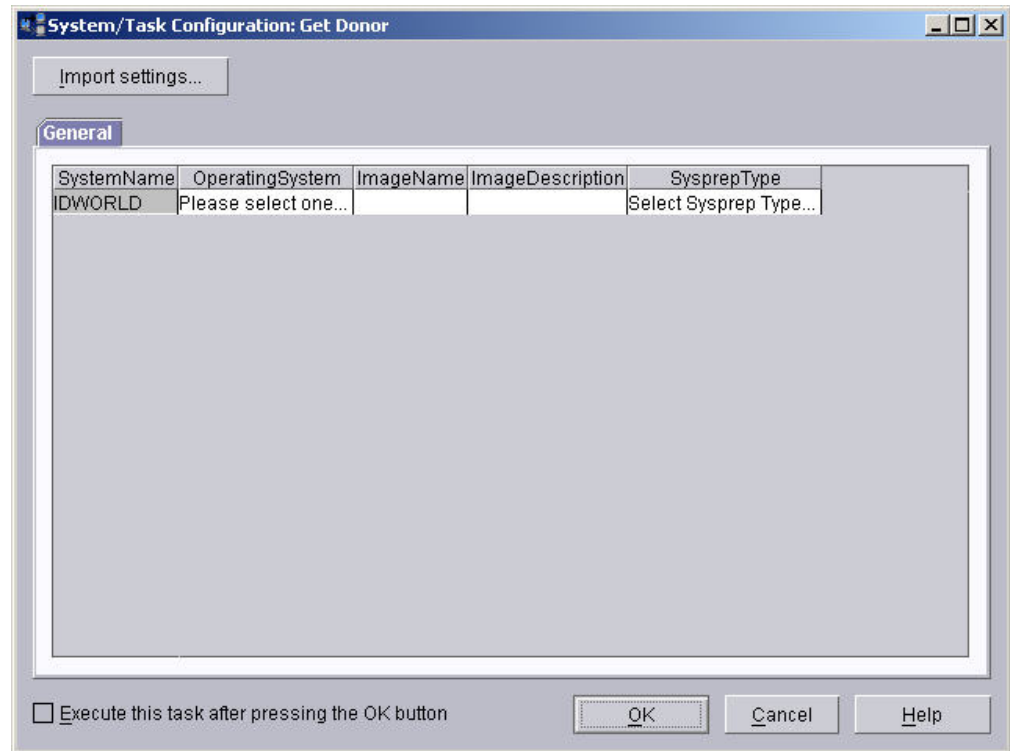 System/Task Configuration: Get Donor
Import settings...
General
SystemName OperatingSystem ImageName ImageDescription SysprepType
IDWORLD Please select one... Select Sysprep Type...
Execute this task after pressing the OK button OK Cancel Help